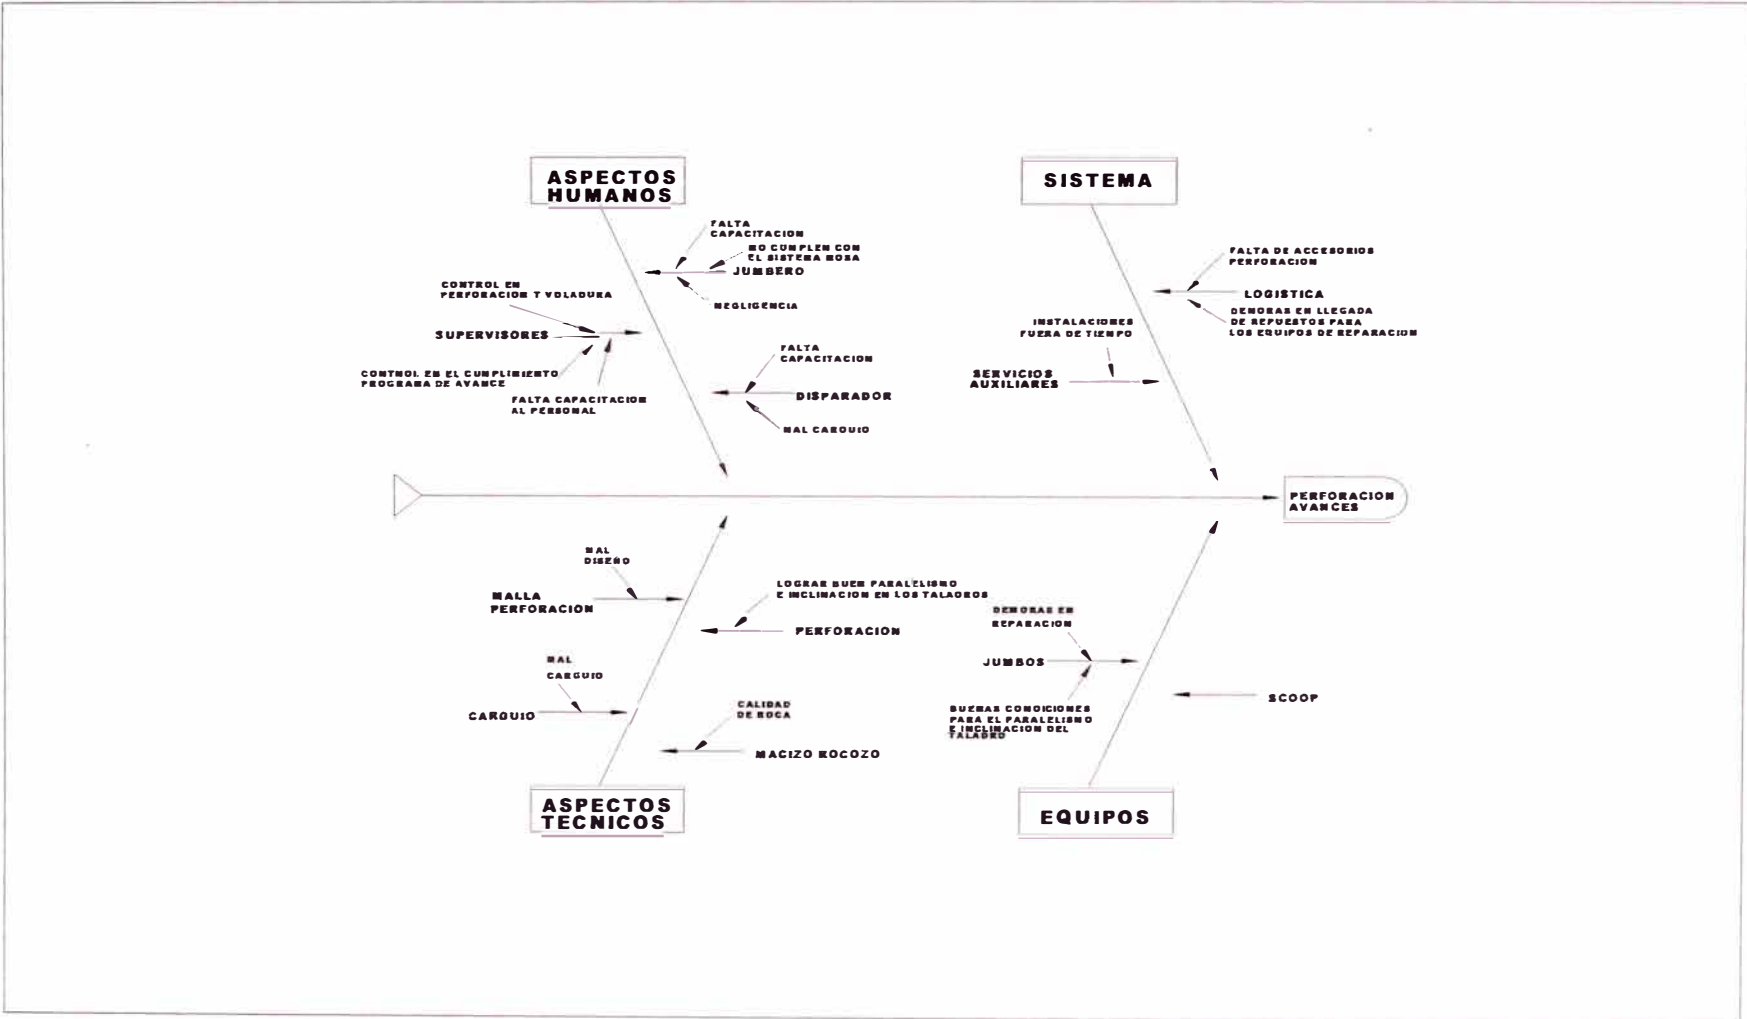 ASPECTOS
HUMANOS
SISTEMA
FALTA
CAPACITACION
NO CUMPLEN CON
EL SISTEMA NOSA
JUMBERO
NEGLIGENCIA
CONTROL EN
PERFORACION Y VOLADURA
SUPERVISORES
CONTROL EN EL CUMPLIMIENTO
PROGRAMA DE AVANCE
FALTA CAPACITACION
AL PERSONAL
FALTA
CAPACITACION
DISPARADOR
MAL CARGUIO
FALTA DE ACCESORIOS
PERFORACION
LOGISTICA
DEMORAS EN LLEGADA
DE REPUESTOS PARA
LOS EQUIPOS DE REPARACION
INSTALACIONES
FUERA DE TIEMPO
SERVICIOS
AUXILIARES
PERFORACION
AVANCES
MAL
DISEÑO
MALLA
PERFORACION
LOGRAR BUEN PARALELISMO
E INCLINACION EN LOS TALADROS
PERFORACION
MAL
CARGUIO
CARGUIO
CALIDAD
DE ROCA
MACIZO ROCOZO
DEMORAS EN
REPARACION
JUMBOS
BUENAS CONDICIONES
PARA EL PARALELISMO
E INCLINACION DEL
TALADRO
SCOOP
ASPECTOS
TECNICOS
EQUIPOS